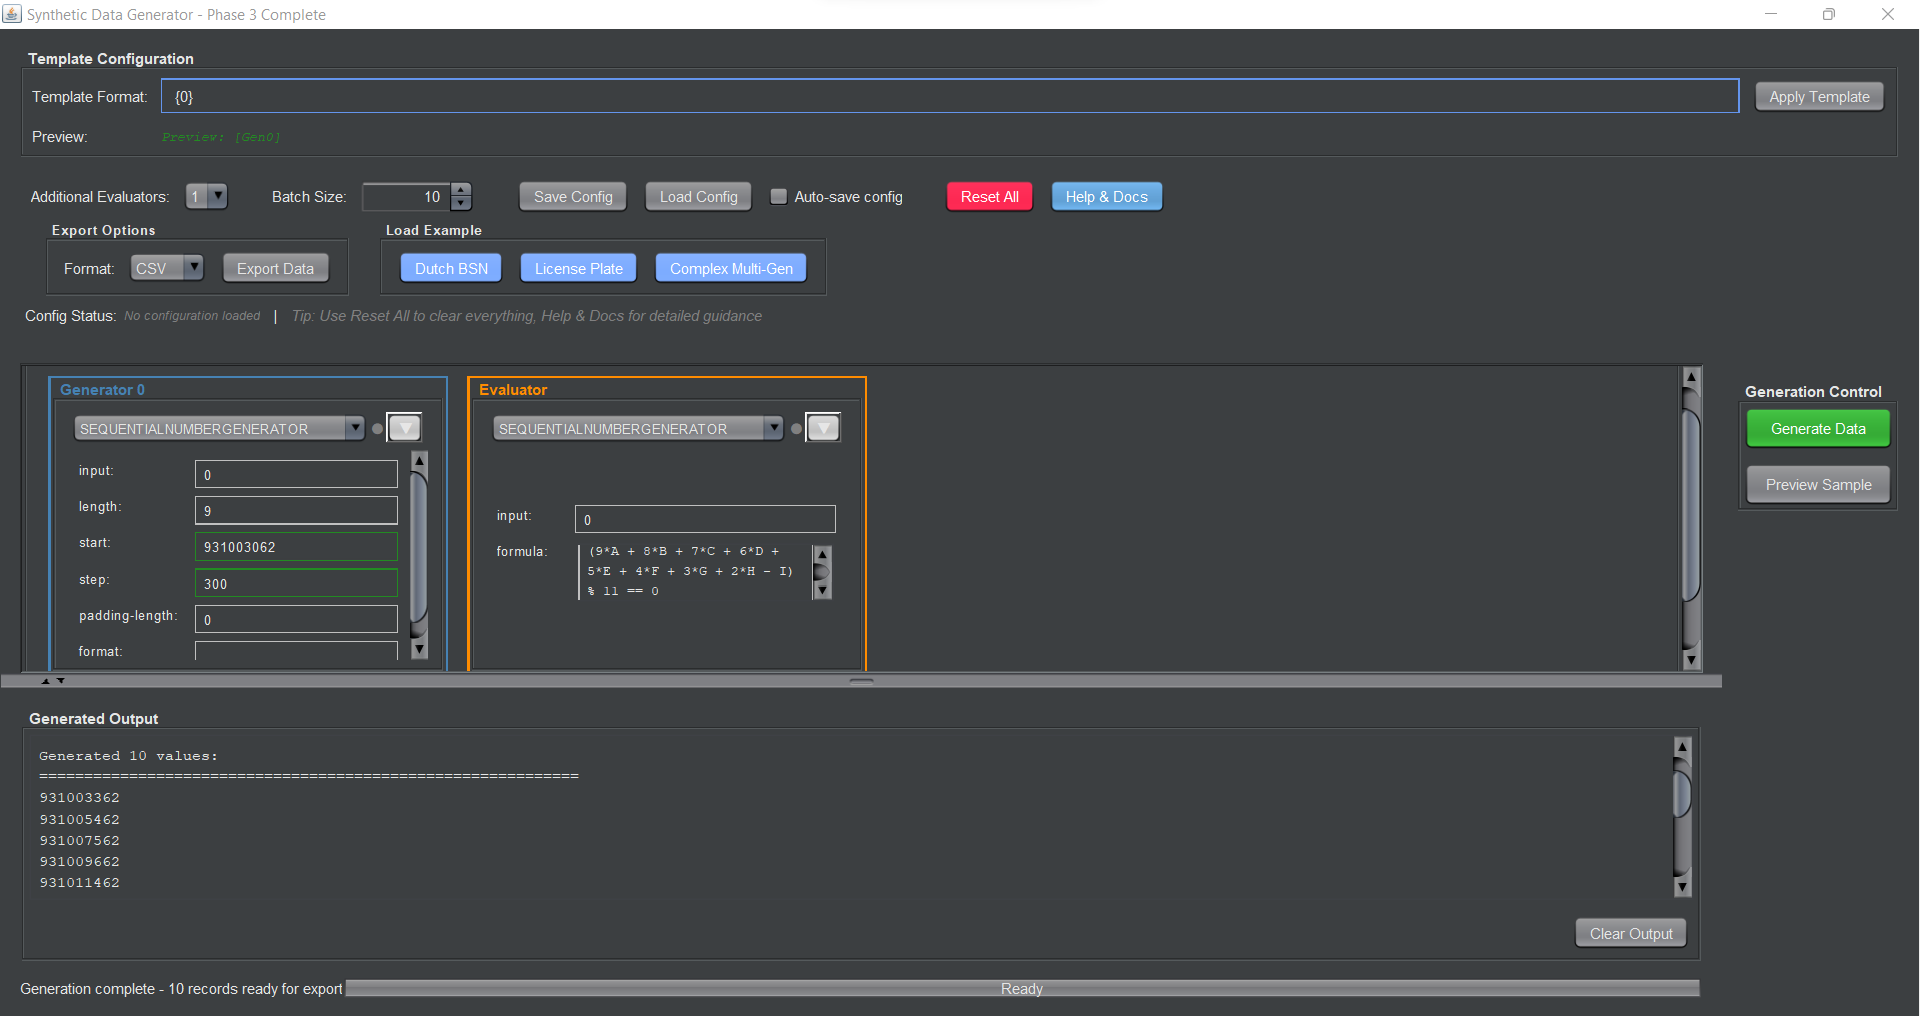 Synthetic Data Generator - Phase 3 Complete
Template Configuration
Template Format: {0} Apply Template
Preview: Preview: [Gen0]
Additional Evaluators: 1 Batch Size: 10 Save Config Load Config Auto-save config Reset All Help & Docs
Export Options Load Example
Format: CSV Export Data Dutch BSN License Plate Complex Multi-Gen
Config Status: No configuration loaded | Tip: Use Reset All to clear everything, Help & Docs for detailed guidance
Generator 0
SEQUENTIALNUMBERGENERATOR
input: 0
length: 9
start: 931003062
step: 300
padding-length: 0
format:
Evaluator
SEQUENTIALNUMBERGENERATOR
input: 0
formula: (9*A + 8*B + 7*C + 6*D +
5*E + 4*F + 3*G + 2*H - I)
% 11 == 0
Generation Control
Generate Data
Preview Sample
Generated Output
Generated 10 values:
============================================================
931003362
931005462
931007562
931009662
931011462
Clear Output
Generation complete - 10 records ready for export Ready